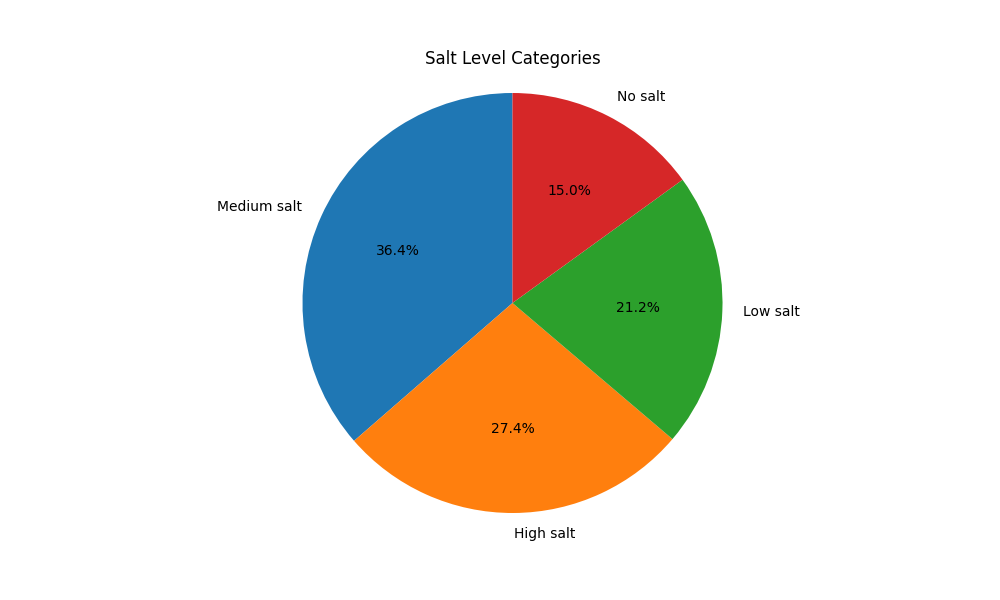 Salt Level Categories
No salt
15.0%
Medium salt
36.4%
21.2%
Low salt
27.4%
High salt